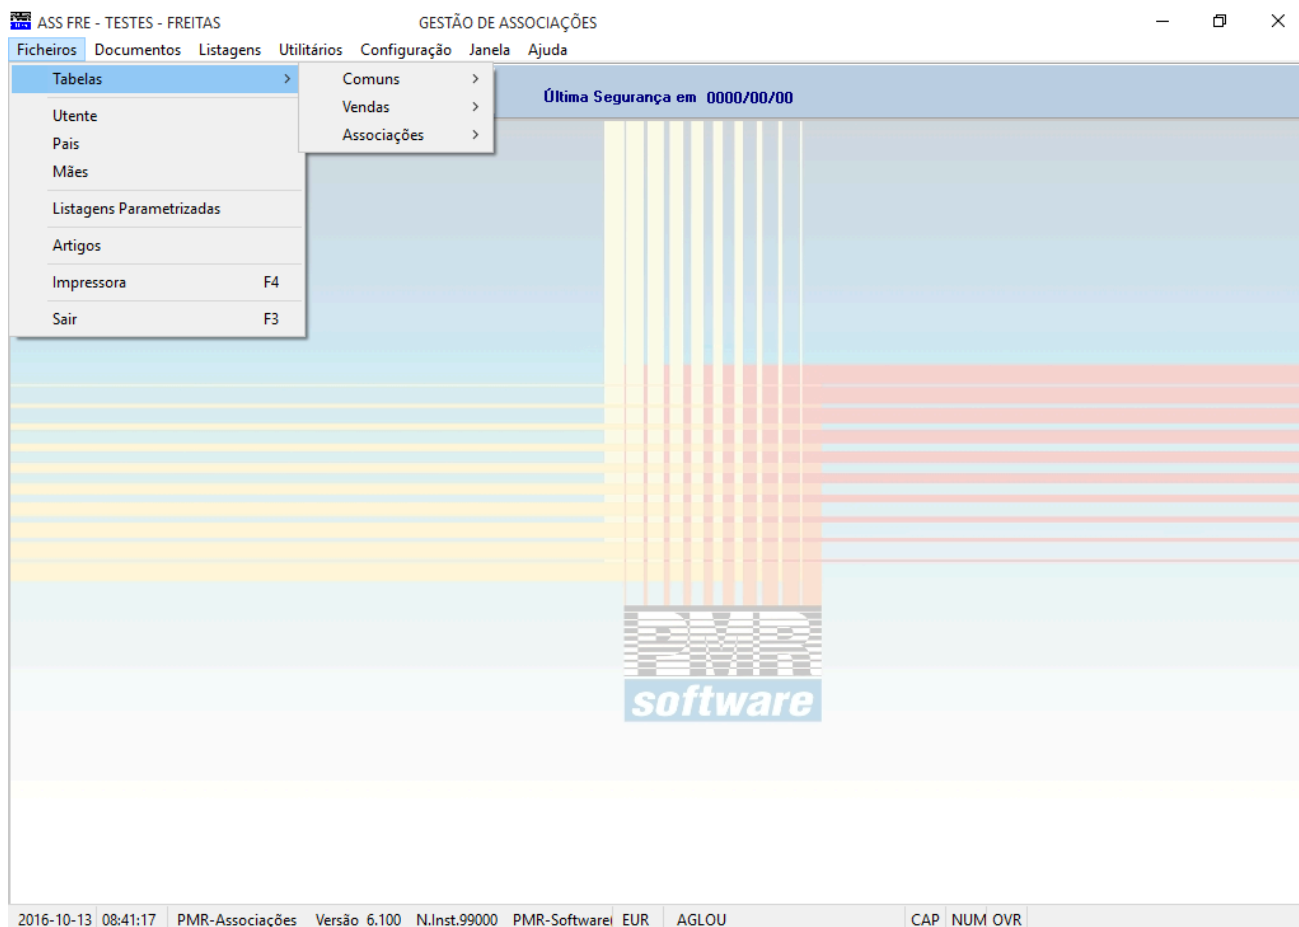 ASS FRE - TESTES - FREITAS GESTÃO DE ASSOCIAÇÕES
Ficheiros Documentos Listagens Utilitários Configuração Janela Ajuda
Tabelas
Comuns
Vendas
Associações
Última Segurança em 0000/00/00
Utente
Pais
Mães
Listagens Parametrizadas
Artigos
Impressora F4
Sair F3
PMR
software
2016-10-13 08:41:17 PMR-Associações Versão 6.100 N.Inst.99000 PMR-Software( EUR AGLOU CAP NUM OVR